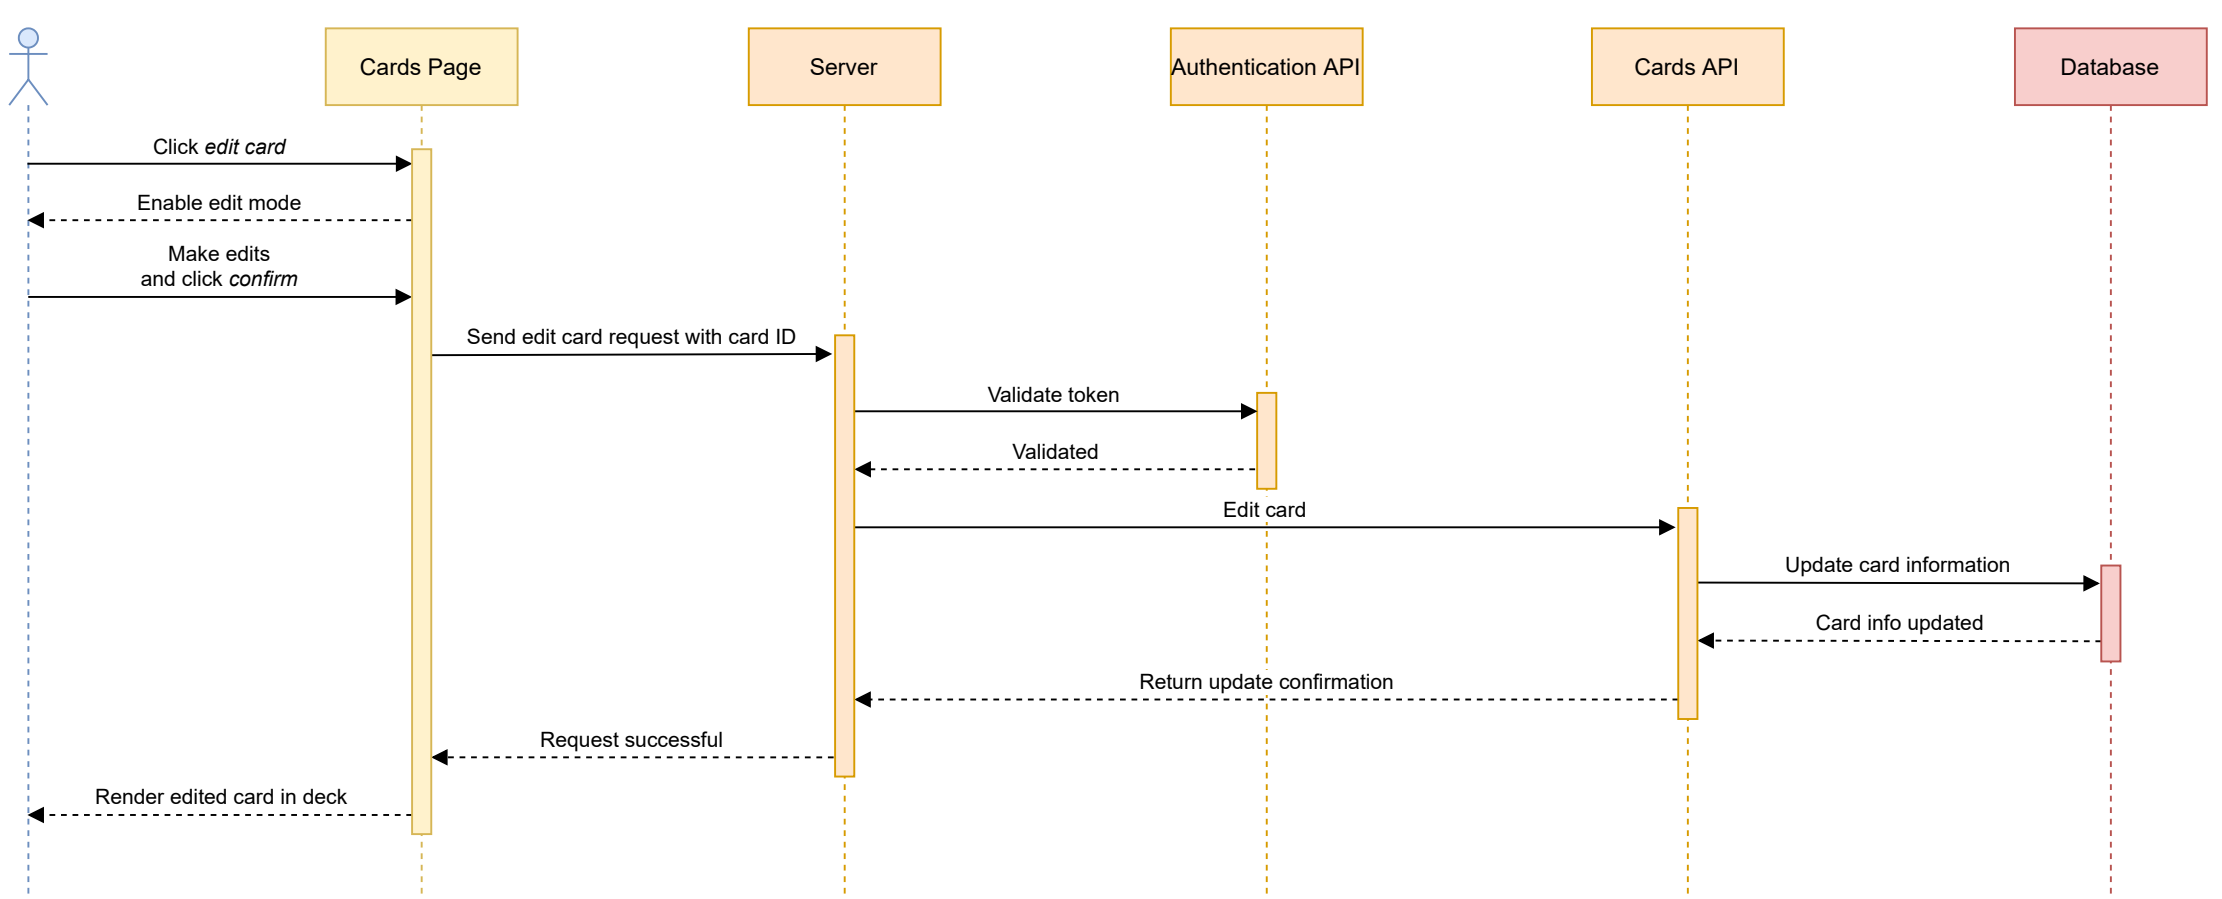 Cards Page
Server
Authentication API
Cards API
Database
Click edit card
Enable edit mode
Make edits
and click confirm
Send edit card request with card ID
Validate token
Validated
Edit card
Update card information
Card info updated
Return update confirmation
Request successful
Render edited card in deck